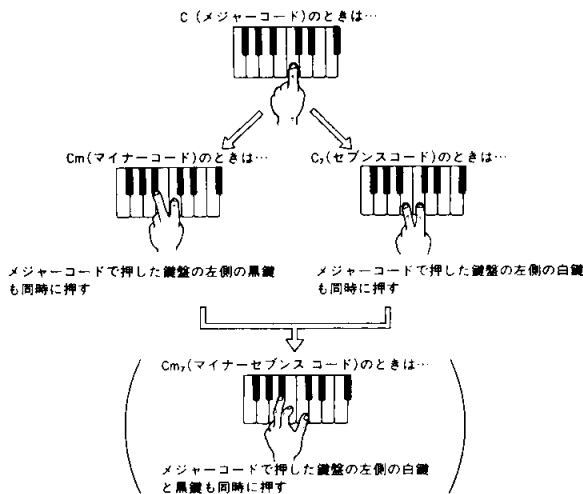 C (メジャーコード)のときは…
Cm(マイナーコード)のときは…
C₇(セブンスコード)のときは…
メジャーコードで押した鍵盤の左側の黒鍵
も同時に押す
メジャーコードで押した鍵盤の左側の白鍵
も同時に押す
Cm₇(マイナーセブンス コード)のときは…
メジャーコードで押した鍵盤の左側の白鍵
と黒鍵も同時に押す